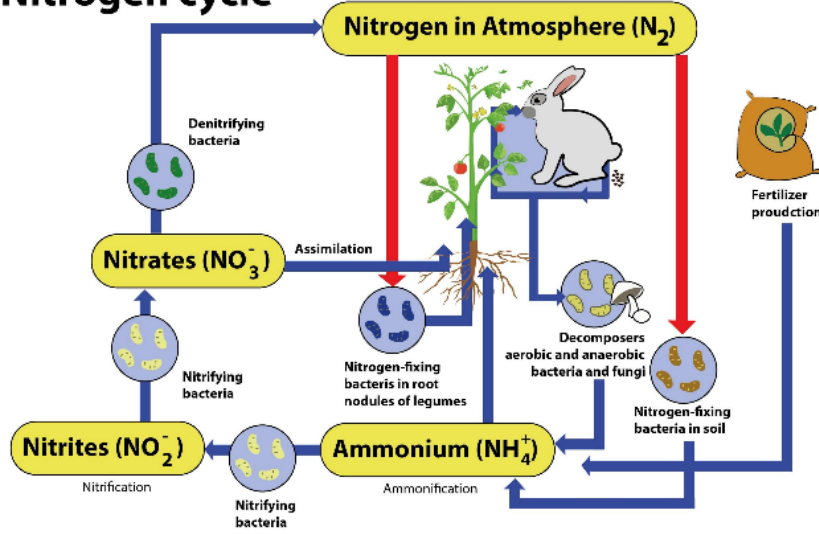 Nitrogen cycle
Nitrogen in Atmosphere (N₂)
Denitrifying
bacteria
Fertilizer
proudction
Nitrates (NO₃⁻)
Assimilation
Decomposers
aerobic and anaerobic
bacteria and fungi
Nitrogen-fixing
bacteris in root
nodules of legumes
Nitrifying
bacteria
Nitrogen-fixing
bacteria in soil
Nitrites (NO₂⁻)
Ammonium (NH₄⁺)
Nitrification
Ammonification
Nitrifying
bacteria